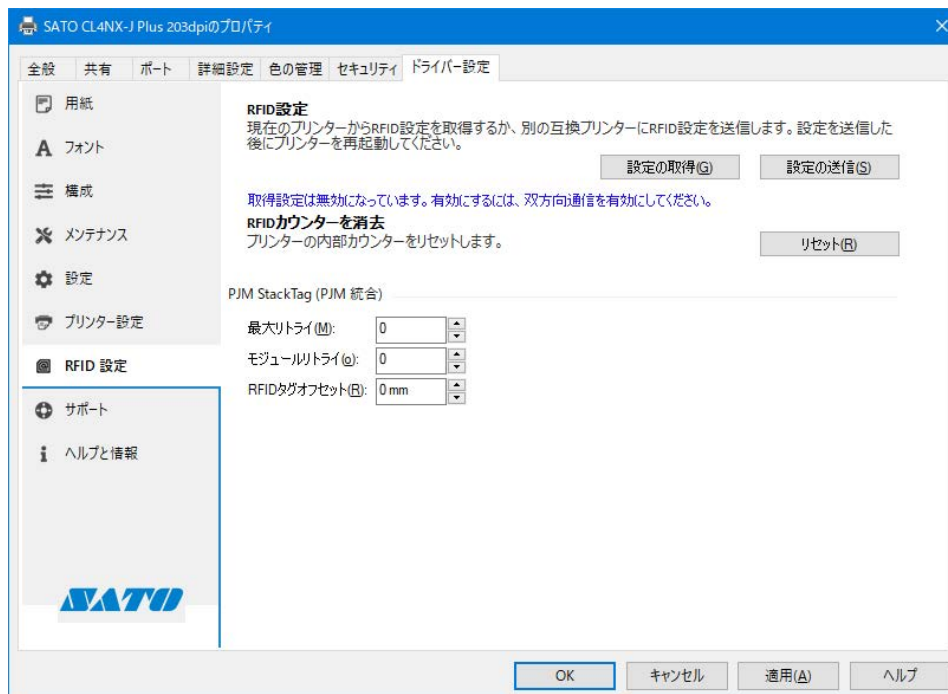 SATO CL4NX-J Plus 203dpiのプロパティ
全般 共有 ポート 詳細設定 色の管理 セキュリティ ドライバー設定
用紙
フォント
構成
メンテナンス
設定
プリンター設定
RFID 設定
サポート
ヘルプと情報
SATO
RFID設定
現在のプリンターからRFID設定を取得するか、別の互換プリンターにRFID設定を送信します。設定を送信した
後にプリンターを再起動してください。
設定の取得(G) 設定の送信(S)
取得設定は無効になっています。有効にするには、双方向通信を有効にしてください。
RFIDカウンターを消去
プリンターの内部カウンターをリセットします。
リセット(R)
PJM StackTag (PJM 統合)
最大リトライ(M): 0
モジュールリトライ(o): 0
RFIDタグオフセット(R): 0 mm
OK キャンセル 適用(A) ヘルプ